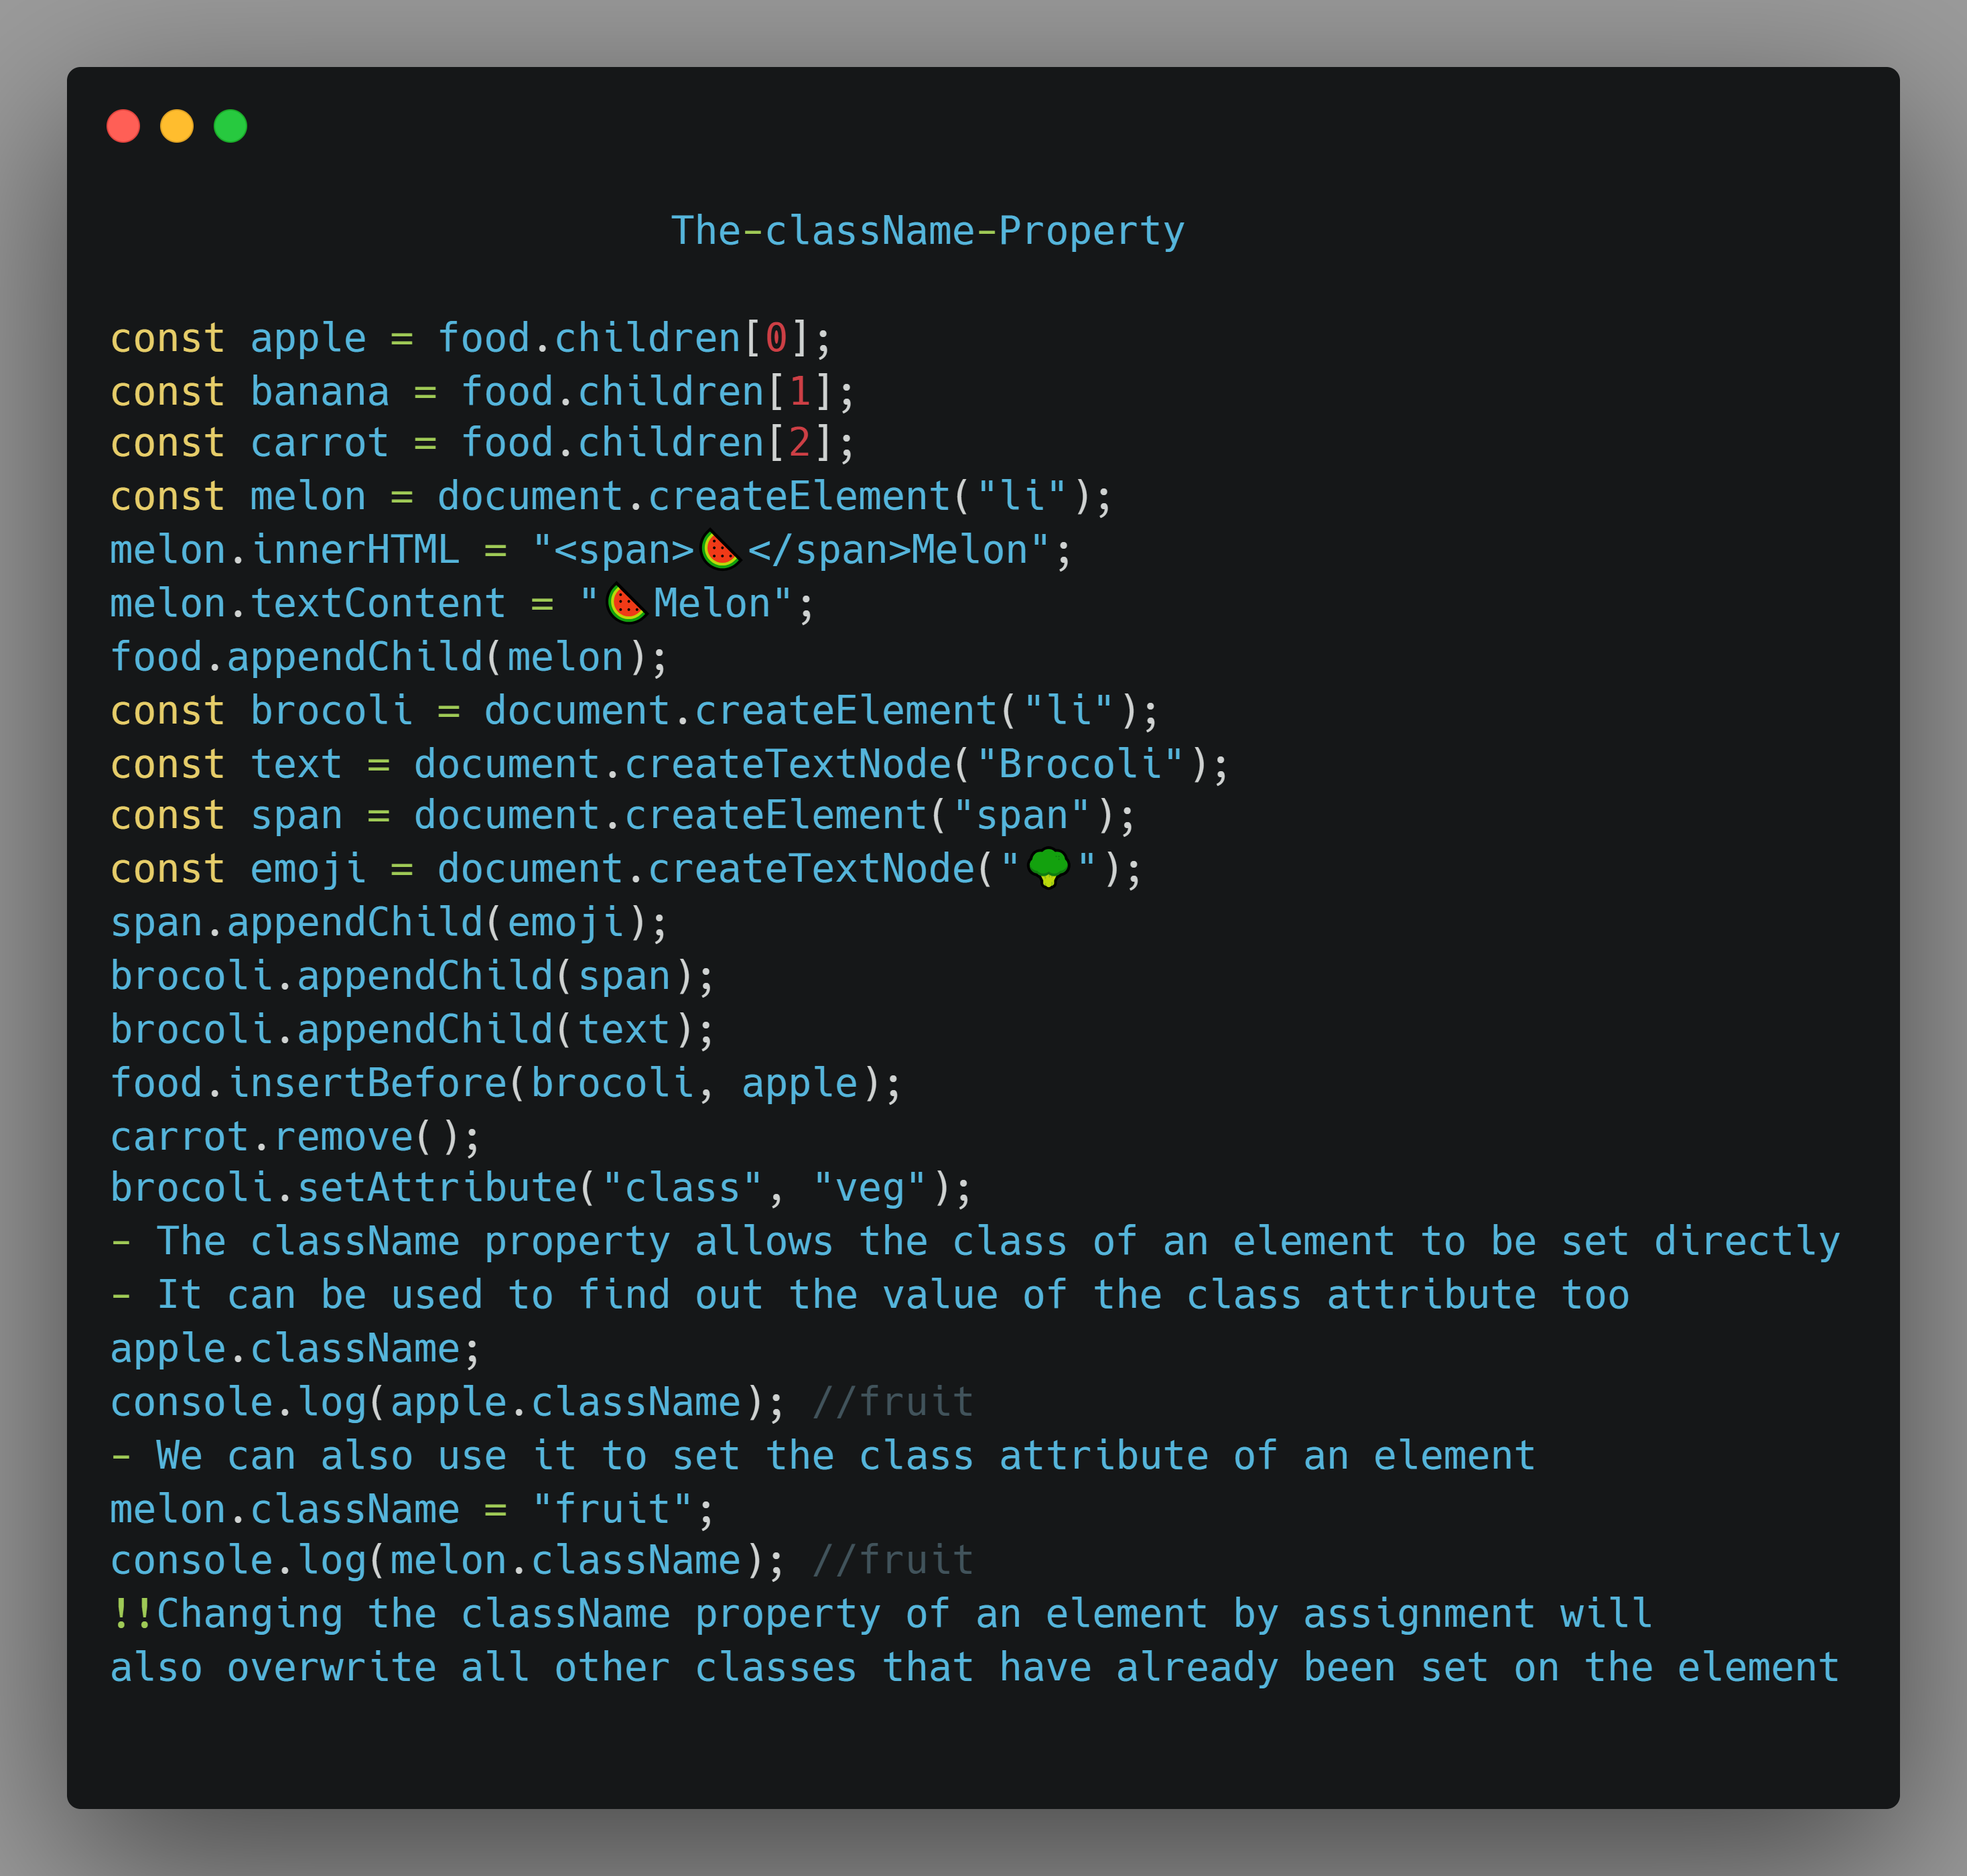 The-className-Property
const apple = food.children[0];
const banana = food.children[1];
const carrot = food.children[2];
const melon = document.createElement("li");
melon.innerHTML = "<span>🍉</span>Melon";
melon.textContent = "🍉Melon";
food.appendChild(melon);
const brocoli = document.createElement("li");
const text = document.createTextNode("Brocoli");
const span = document.createElement("span");
const emoji = document.createTextNode("🥦");
span.appendChild(emoji);
brocoli.appendChild(span);
brocoli.appendChild(text);
food.insertBefore(brocoli, apple);
carrot.remove();
brocoli.setAttribute("class", "veg");
- The className property allows the class of an element to be set directly
- It can be used to find out the value of the class attribute too
apple.className;
console.log(apple.className); //fruit
- We can also use it to set the class attribute of an element
melon.className = "fruit";
console.log(melon.className); //fruit
!!Changing the className property of an element by assignment will
also overwrite all other classes that have already been set on the element